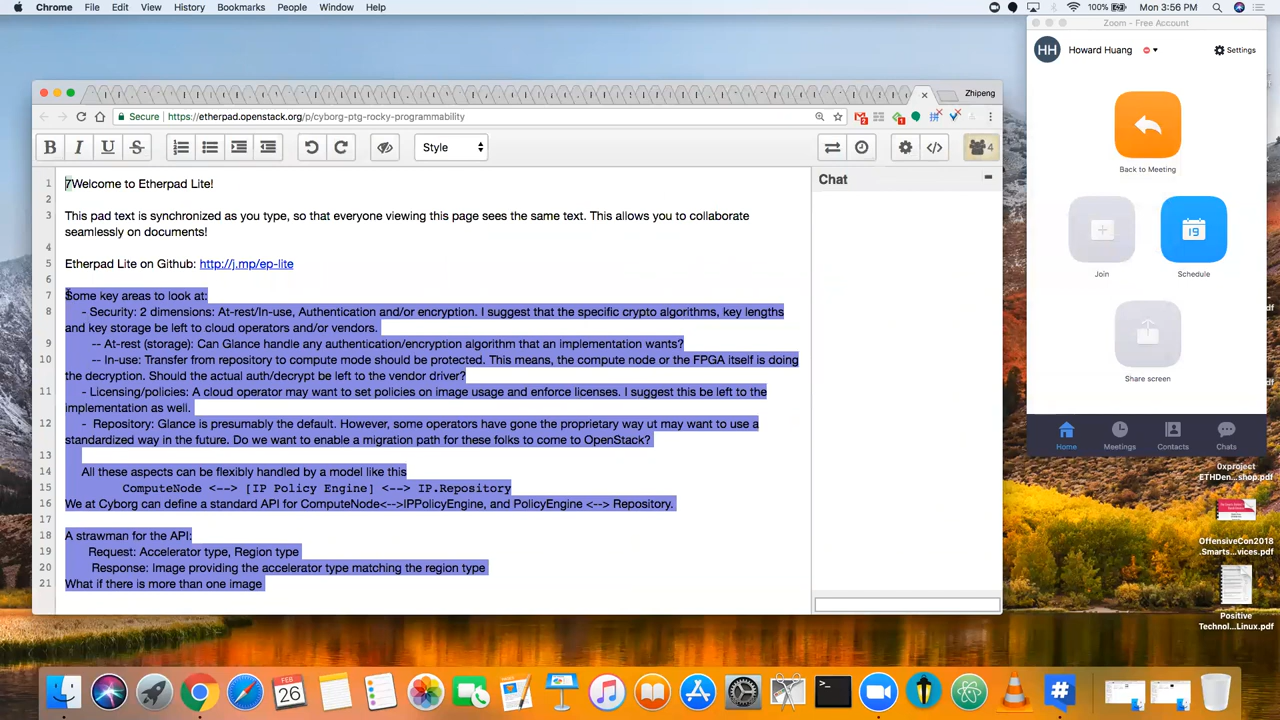 Chrome File Edit View History Bookmarks People Window Help
100% Mon 3:56 PM
Zoom - Free Account
HH Howard Huang Settings
Back to Meeting
Join
19
Schedule
Share screen
Home Meetings Contacts Chats
0xproject
ETHDen...shop.pdf
OffensiveCon2018
.Smarts...vices.pdf
Positive
Technol...Linux.pdf
Zhipeng
Secure https://etherpad.openstack.org/p/cyborg-ptg-rocky-programmability
B I U S Style 4
1 7Welcome to Etherpad Lite!
2
3 This pad text is synchronized as you type, so that everyone viewing this page sees the same text. This allows you to collaborate
seamlessly on documents!
4
5 Etherpad Lite on Github: http://j.mp/ep-lite
6
7 Some key areas to look at:
8 - Security: 2 dimensions: At-rest/In-use, Authentication and/or encryption. I suggest that the specific crypto algorithms, key lengths
and key storage be left to cloud operators and/or vendors.
9 -- At-rest (storage): Can Glance handle any authentication/encryption algorithm that an implementation wants?
10 -- In-use: Transfer from repository to compute mode should be protected. This means, the compute node or the FPGA itself is doing
the decryption. Should the actual auth/decrypt be left to the vendor driver?
11 - Licensing/policies: A cloud operator may want to set policies on image usage and enforce licenses. I suggest this be left to the
implementation as well.
12 - Repository: Glance is presumably the default. However, some operators have gone the proprietary way ut may want to use a
standardized way in the future. Do we want to enable a migration path for these folks to come to OpenStack?
13
14 All these aspects can be flexibly handled by a model like this
15 ComputeNode <--> [IP Policy Engine] <--> IP.Repository
16 We at Cyborg can define a standard API for ComputeNode<-->IPPolicyEngine, and PolicyEngine <--> Repository.
17
18 A strawman for the API:
19 Request: Accelerator type, Region type
20 Response: Image providing the accelerator type matching the region type
21 What if there is more than one image
Chat
FEB
26